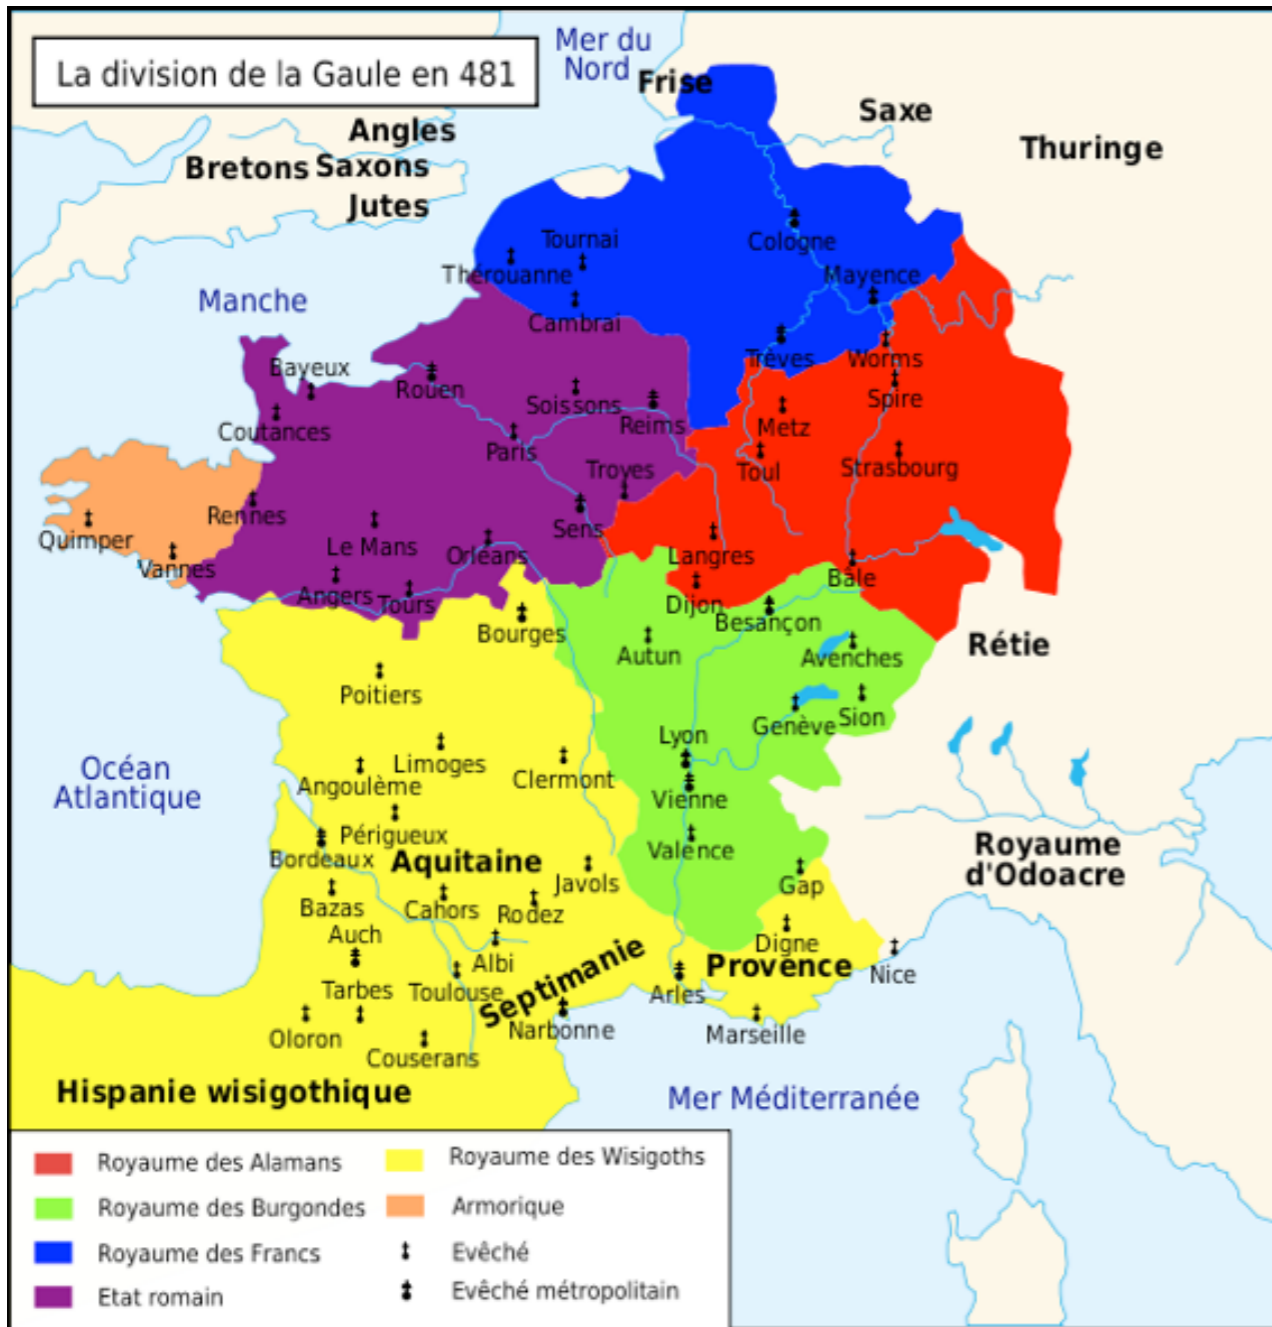 La division de la Gaule en 481
Mer du
Nord
Frise
Saxe
Thuringe
Angles
Bretons
Saxons
Jutes
Manche
Tournai
Thérouanne
Cambrai
Cologne
Mayence
Trèves
Worms
Spire
Bayeux
Rouen
Coutances
Soissons
Reims
Paris
Metz
Toul
Strasbourg
Troyes
Rennes
Quimper
Vannes
Le Mans
Orléans
Sens
Langres
Angers
Tours
Dijon
Bâle
Bourges
Besançon
Autun
Avenches
Rétie
Poitiers
Genève
Sion
Lyon
Océan
Atlantique
Limoges
Angoulème
Clermont
Vienne
Périgueux
Bordeaux
Valence
Aquitaine
Royaume
d'Odoacre
Javols
Gap
Bazas
Cahors
Rodez
Auch
Albi
Digne
Septimanie
Provence
Nice
Tarbes
Toulouse
Arles
Oloron
Narbonne
Marseille
Couserans
Hispanie wisigothique
Mer Méditerranée
Royaume des Alamans
Royaume des Burgondes
Royaume des Francs
Etat romain
Royaume des Wisigoths
Armorique
Evêché
Evêché métropolitain